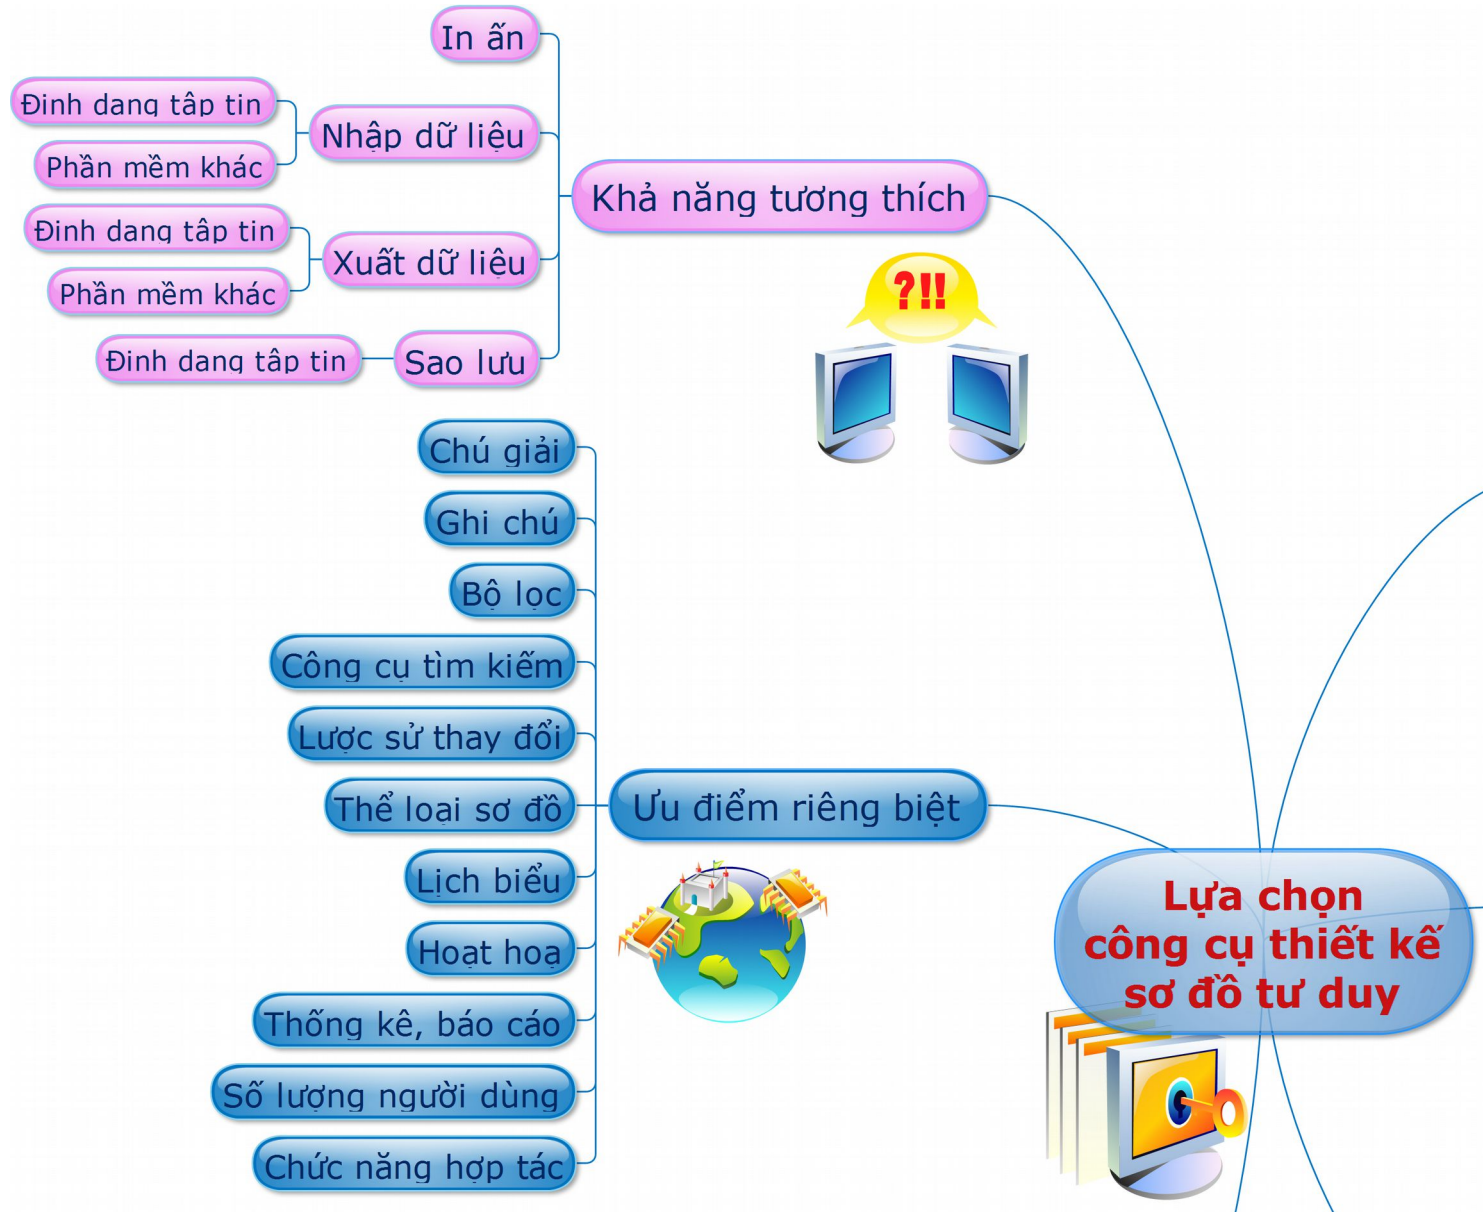 In ấn
Định dạng tập tin
Nhập dữ liệu
Phần mềm khác
Khả năng tương thích
Định dạng tập tin
Xuất dữ liệu
Phần mềm khác
?!!
Định dạng tập tin
Sao lưu
Chú giải
Ghi chú
Bộ lọc
Công cụ tìm kiếm
Lược sử thay đổi
Thể loại sơ đồ
Ưu điểm riêng biệt
Lịch biểu
Hoạt hoạ
Thống kê, báo cáo
Số lượng người dùng
Chức năng hợp tác
Lựa chọn
công cụ thiết kế
sơ đồ tư duy